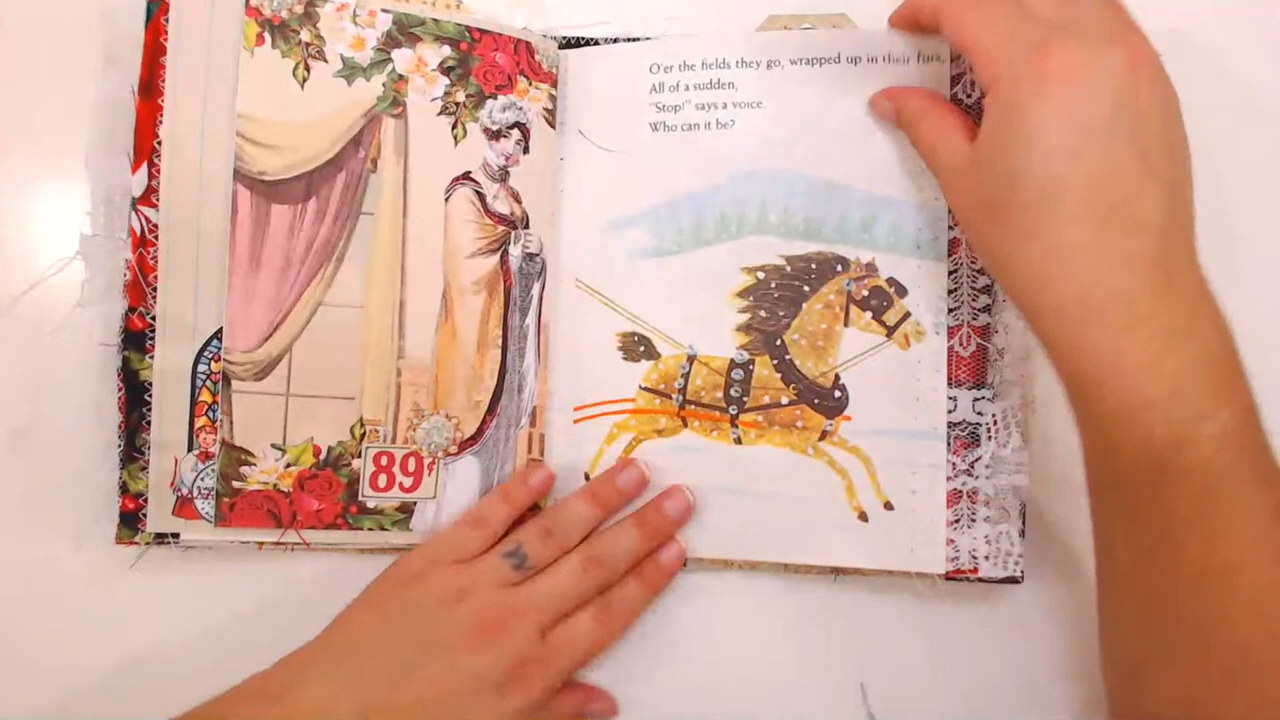 89¢
O'er the fields they go, wrapped up in their furs,
All of a sudden,
"Stop!" says a voice.
Who can it be?